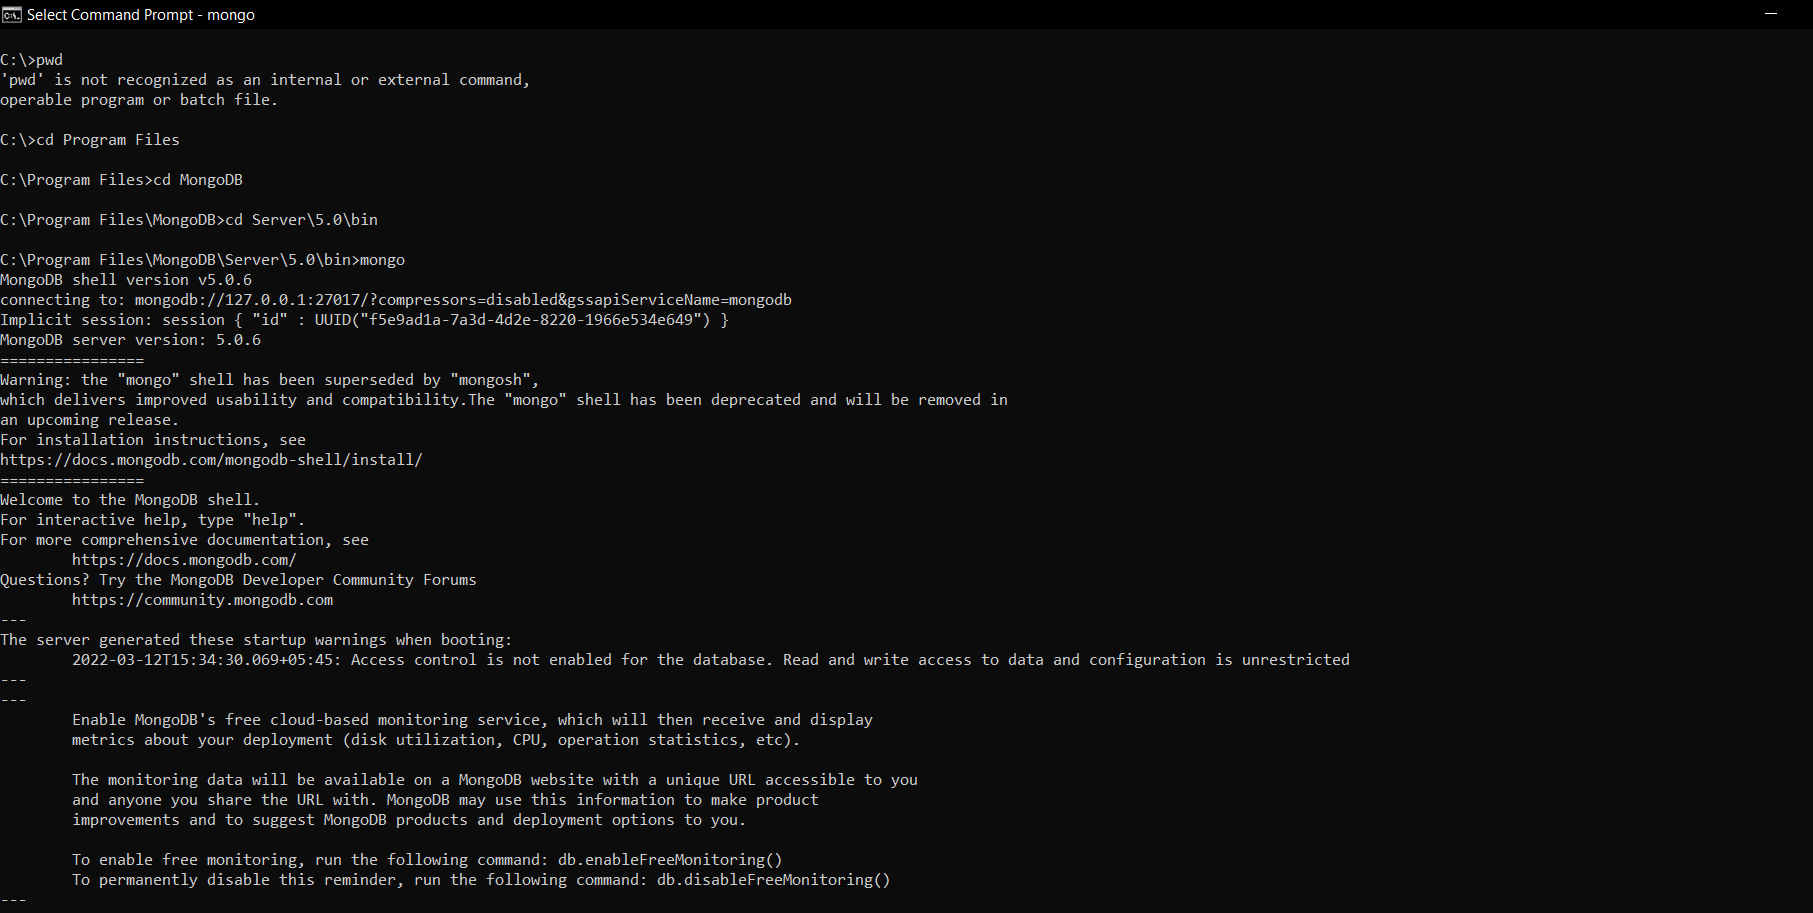 Select Command Prompt - mongo
C:\>pwd
'pwd' is not recognized as an internal or external command,
operable program or batch file.
C:\>cd Program Files
C:\Program Files>cd MongoDB
C:\Program Files\MongoDB>cd Server\5.0\bin
C:\Program Files\MongoDB\Server\5.0\bin>mongo
MongoDB shell version v5.0.6
connecting to: mongodb://127.0.0.1:27017/?compressors=disabled&gssapiServiceName=mongodb
Implicit session: session { "id" : UUID("f5e9ad1a-7a3d-4d2e-8220-1966e534e649") }
MongoDB server version: 5.0.6
================
Warning: the "mongo" shell has been superseded by "mongosh",
which delivers improved usability and compatibility.The "mongo" shell has been deprecated and will be removed in
an upcoming release.
For installation instructions, see
https://docs.mongodb.com/mongodb-shell/install/
================
Welcome to the MongoDB shell.
For interactive help, type "help".
For more comprehensive documentation, see
https://docs.mongodb.com/
Questions? Try the MongoDB Developer Community Forums
https://community.mongodb.com
---
The server generated these startup warnings when booting:
2022-03-12T15:34:30.069+05:45: Access control is not enabled for the database. Read and write access to data and configuration is unrestricted
---
---
Enable MongoDB's free cloud-based monitoring service, which will then receive and display
metrics about your deployment (disk utilization, CPU, operation statistics, etc).
The monitoring data will be available on a MongoDB website with a unique URL accessible to you
and anyone you share the URL with. MongoDB may use this information to make product
improvements and to suggest MongoDB products and deployment options to you.
To enable free monitoring, run the following command: db.enableFreeMonitoring()
To permanently disable this reminder, run the following command: db.disableFreeMonitoring()
---